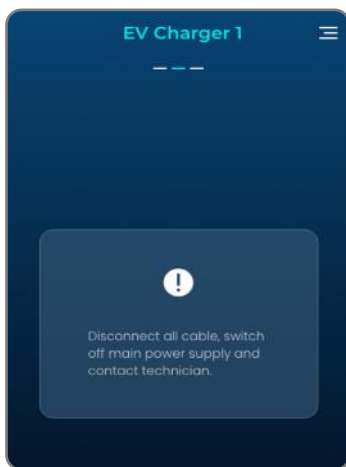 EV Charger 1
Disconnect all cable, switch
off main power supply and
contact technician.